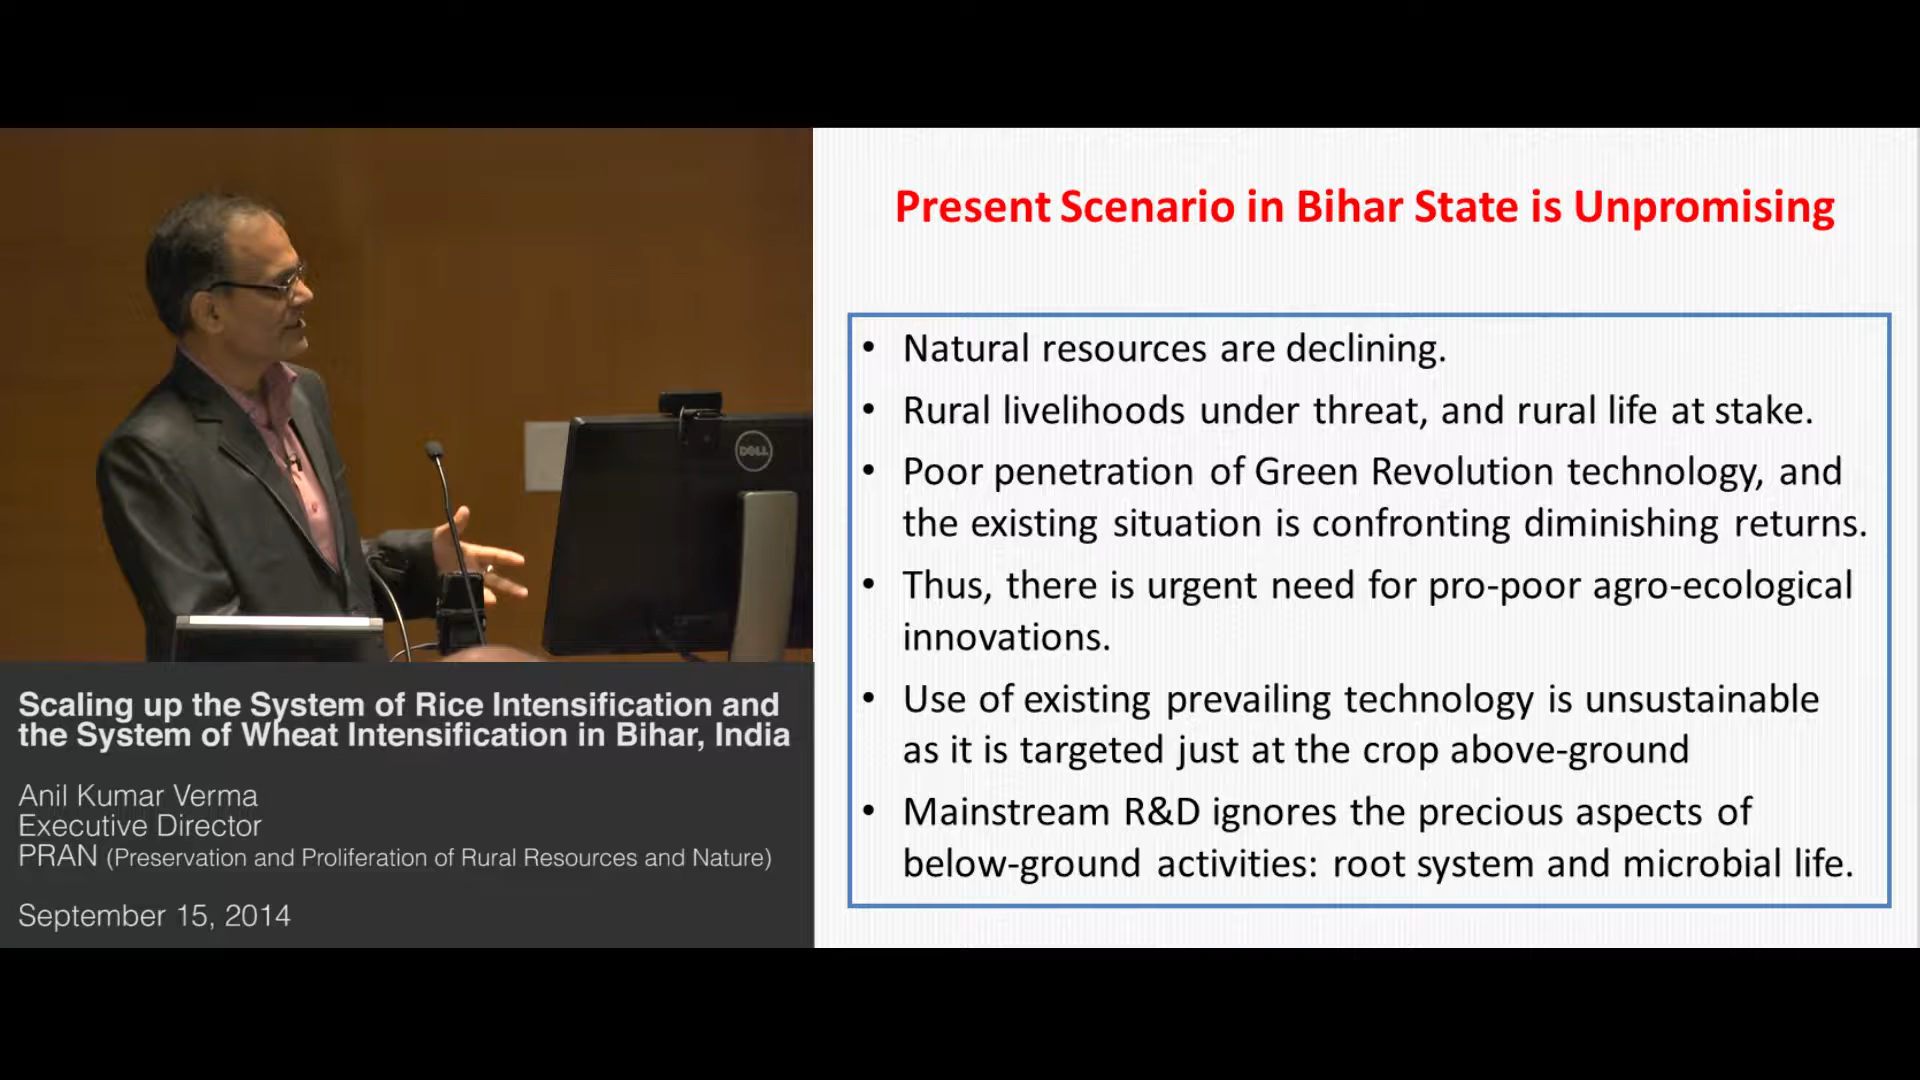 Present Scenario in Bihar State is Unpromising
• Natural resources are declining.
• Rural livelihoods under threat, and rural life at stake.
• Poor penetration of Green Revolution technology, and
the existing situation is confronting diminishing returns.
• Thus, there is urgent need for pro-poor agro-ecological
innovations.
• Use of existing prevailing technology is unsustainable
as it is targeted just at the crop above-ground
• Mainstream R&D ignores the precious aspects of
below-ground activities: root system and microbial life.
DELL
Scaling up the System of Rice Intensification and
the System of Wheat Intensification in Bihar, India
Anil Kumar Verma
Executive Director
PRAN (Preservation and Proliferation of Rural Resources and Nature)
September 15, 2014